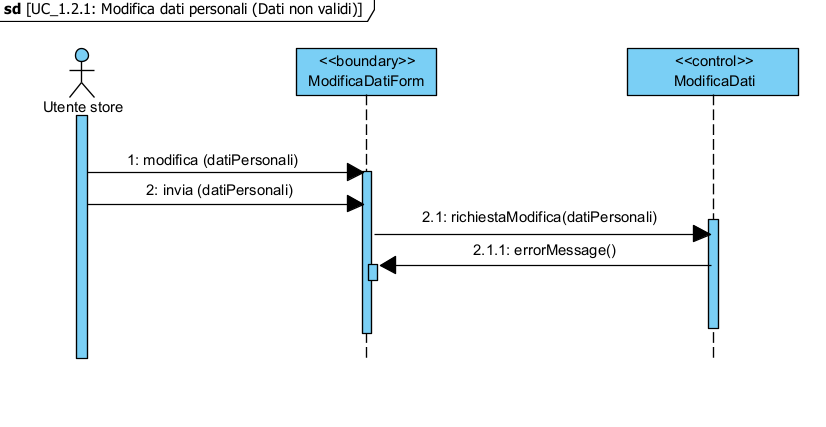 sd [UC_1.2.1: Modifica dati personali (Dati non validi)]
<<boundary>>
ModificaDatiForm
<<control>>
ModificaDati
Utente store
1: modifica (datiPersonali)
2: invia (datiPersonali)
2.1: richiestaModifica(datiPersonali)
2.1.1: errorMessage()